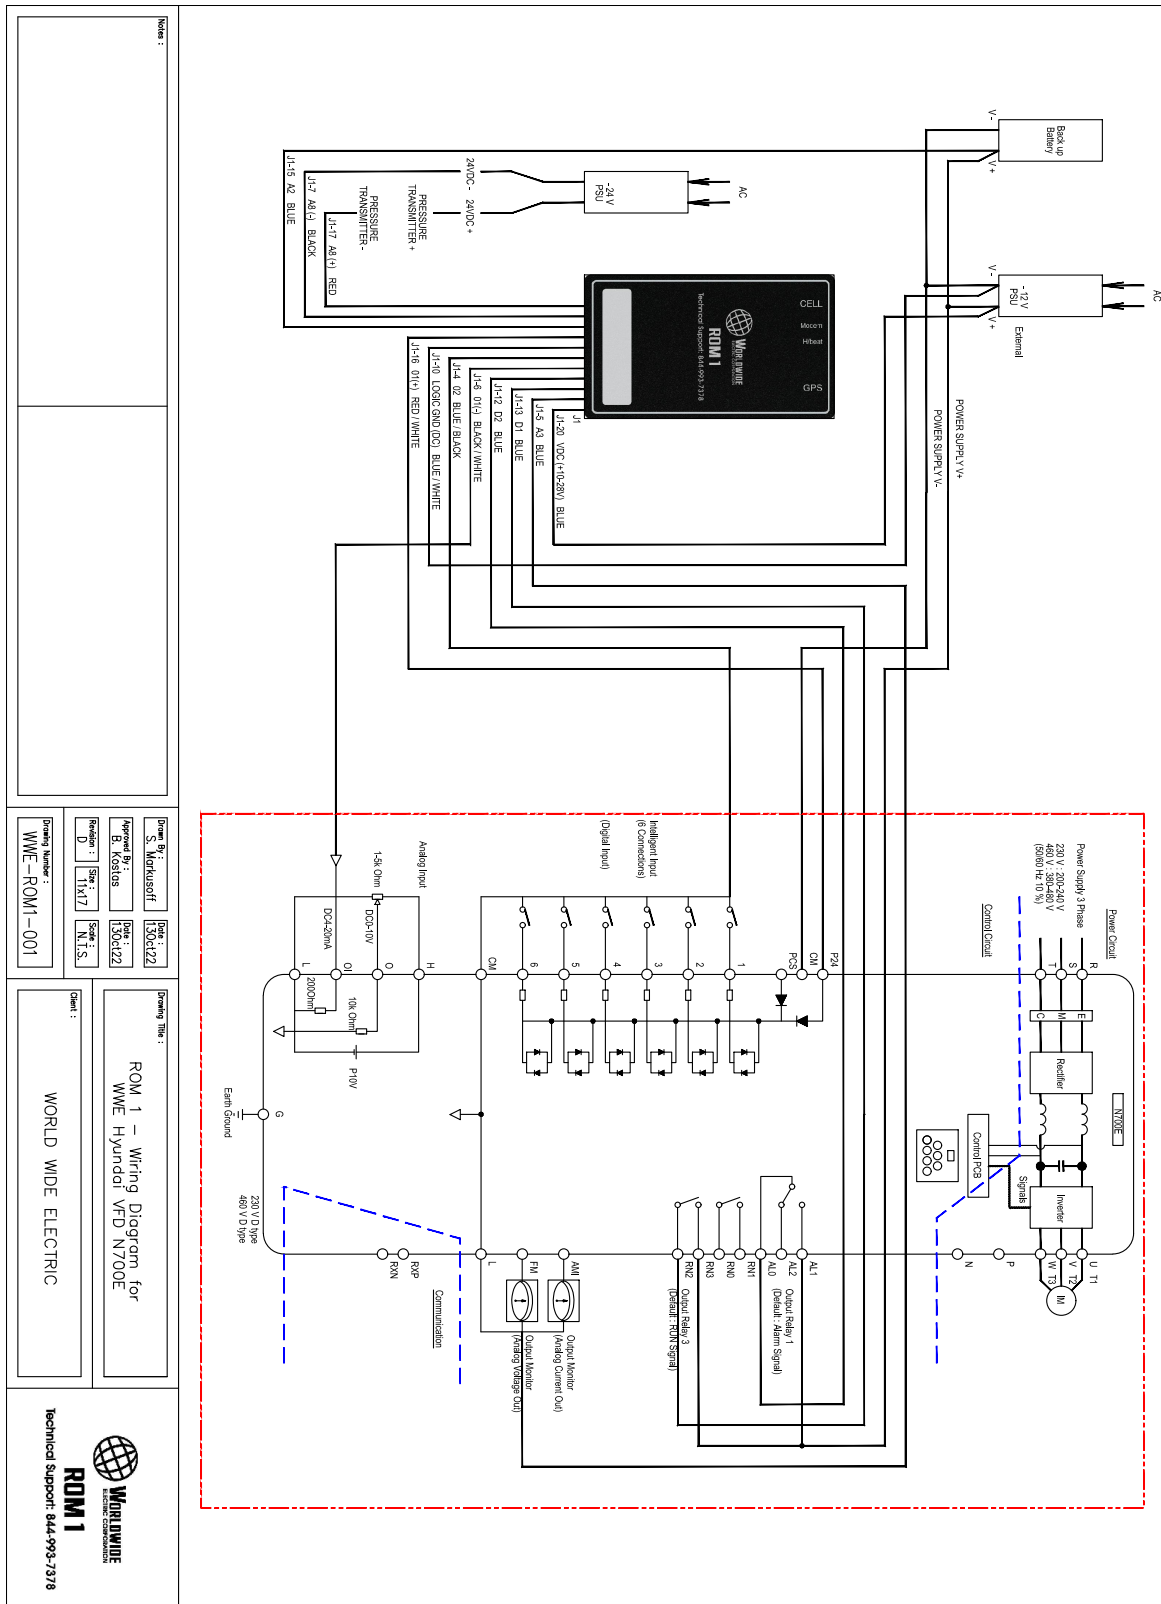 Back up
Battery
V -
V +
AC
- 12 V
PSU
V -
V +
External
POWER SUPPLY V+
POWER SUPPLY V-
AC
- 24 V
PSU
24VDC -
24VDC +
PRESSURE
TRANSMITTER +
PRESSURE
TRANSMITTER -
J1-17 A8 (+) RED
J1-7 A8 (-) BLACK
J1-15 A2 BLUE
CELL
Modem
H/beat
GPS
WORLDWIDE
ELECTRIC CORPORATION
ROM 1
Technical Support: 844-993-7378
J1
J1-20 VDC (+10-28V) BLUE
J1-5 A3 BLUE
J1-13 D1 BLUE
J1-12 D2 BLUE
J1-6 01(-) BLACK / WHITE
J1-4 02 BLUE / BLACK
J1-10 LOGIC GND (DC) BLUE / WHITE
J1-16 01(+) RED / WHITE
Power Circuit
Power Supply 3 Phase
230 V : 200-240 V
460 V : 380-480 V
(50/60 Hz 10 %)
Control Circuit
R
S
T
E
M
C
Rectifier
N700E
Control PCB
Signals
Inverter
U T1
V T2
W T3
IM
P
N
P24
CM
PCS
1
2
3
4
5
6
CM
Intelligent Input
(6 Connections)
(Digital Input)
Analog Input
1-5k Ohm
DC0-10V
DC4-20mA
H
O
OI
L
200Ohm
10k Ohm
P10V
G
Earth Ground
AL1
AL2
AL0
RN1
RN0
RN3
RN2
Output Relay 1
(Default : Alarm Signal)
Output Relay 3
(Default : RUN Signal)
AMI
FM
L
Output Monitor
(Analog Current Out)
Output Monitor
(Analog Voltage Out)
RXP
RXN
Communication
230 V D type
460 V D type
Notes :
Drawn By :
S. Markusoff
Date :
13Oct22
Approved By :
B. Kostas
Date :
13Oct22
Revision :
D
Size :
11x17
Scale :
N.T.S.
Drawing Number :
WWE-ROM1-001
Drawing Title :
ROM 1 - Wiring Diagram for
WWE Hyundai VFD N700E
Client :
WORLD WIDE ELECTRIC
WORLDWIDE
ELECTRIC CORPORATION
ROM 1
Technical Support: 844-993-7378